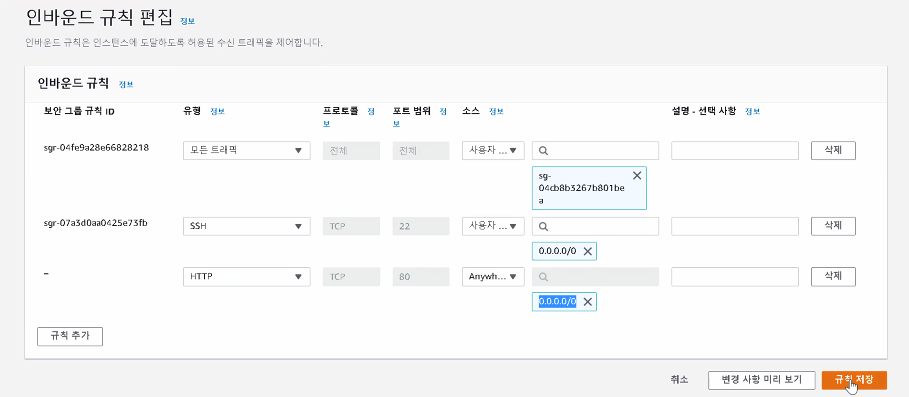 인바운드 규칙 편집 정보
인바운드 규칙은 인스턴스에 도달하도록 허용된 수신 트래픽을 제어합니다.
인바운드 규칙 정보
보안 그룹 규칙 ID 유형 정보 프로토콜 정보 포트 범위 정보 소스 정보 설명 - 선택 사항 정보
sgr-04fe9a28e66828218 모든 트래픽 전체 전체 사용자 ... 삭제
sg-
04cb8b3267b801be
a
sgr-07a3d0aa0425e73fb SSH TCP 22 사용자 ... 삭제
0.0.0.0/0
– HTTP TCP 80 Anywh... 삭제
0.0.0.0/0
규칙 추가
취소 변경 사항 미리 보기 규칙 저장